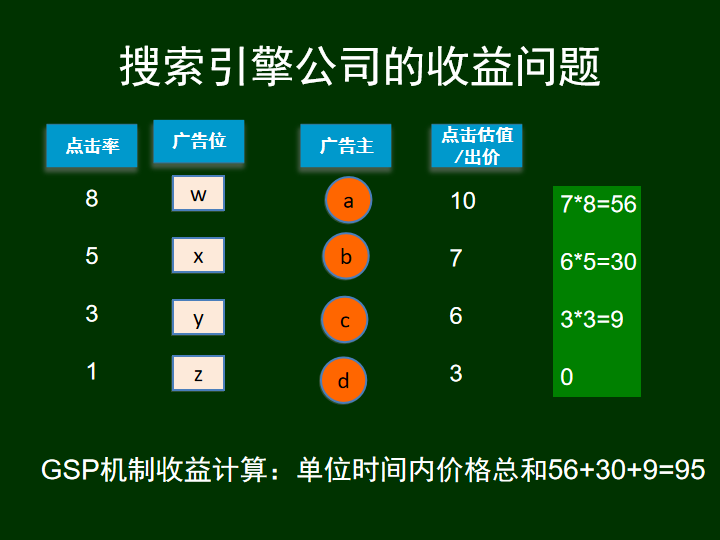 搜索引擎公司的收益问题
点击率 广告位 广告主 点击估值
/出价
8 w a 10 7*8=56
5 x b 7 6*5=30
3 y c 6 3*3=9
1 z d 3 0
GSP机制收益计算：单位时间内价格总和56+30+9=95